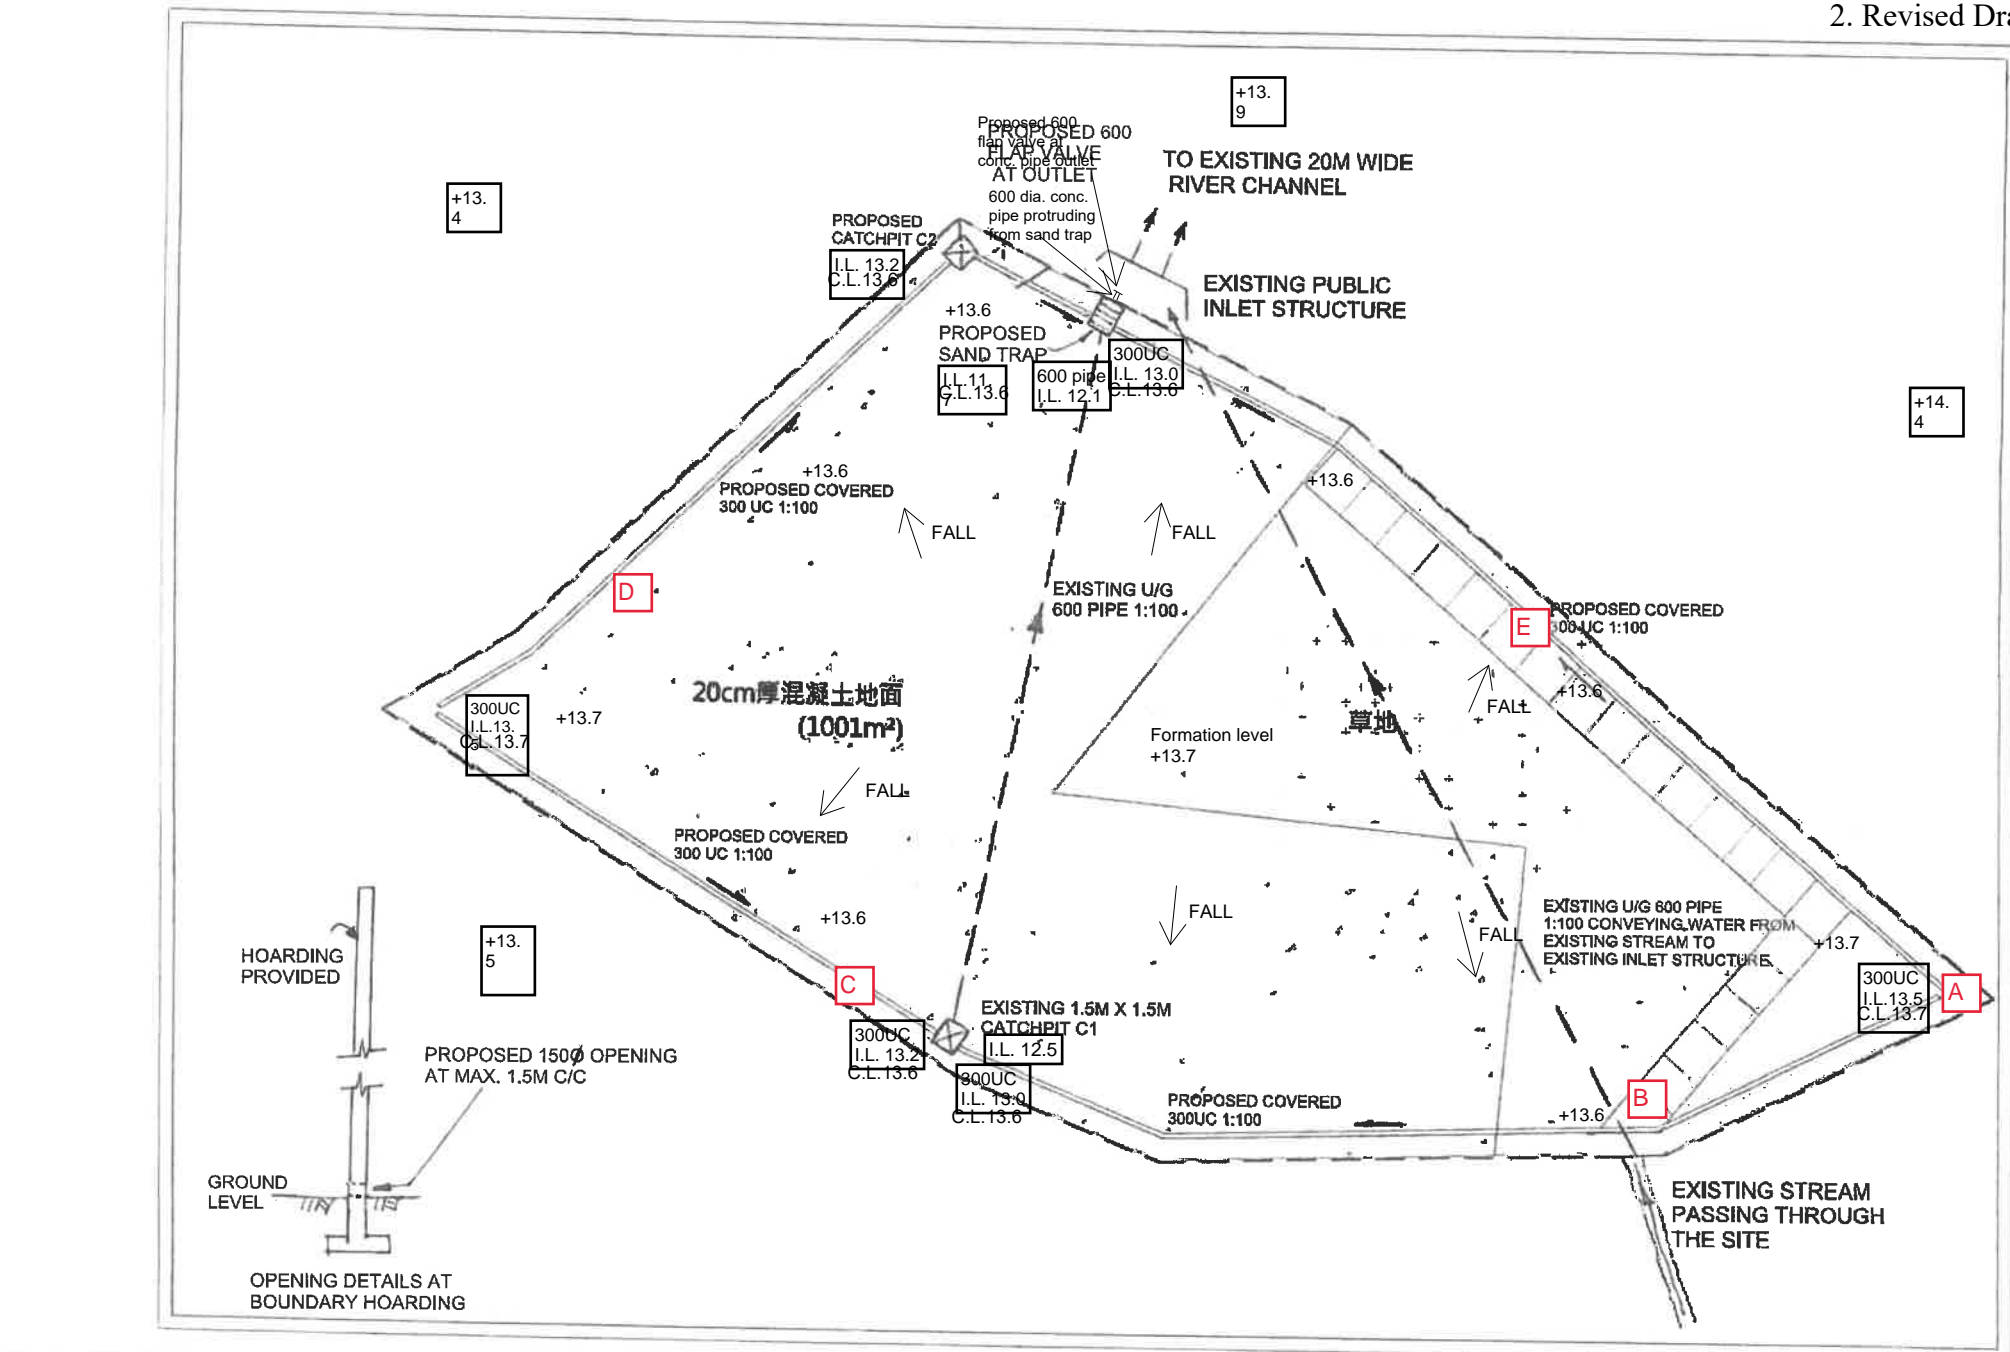 2. Revised Dra
+13.
9
Proposed 600
flap valve at
conc. pipe outlet
PROPOSED 600
FLAP VALVE
AT OUTLET
600 dia. conc.
pipe protruding
from sand trap
TO EXISTING 20M WIDE
RIVER CHANNEL
+13.
4
PROPOSED
CATCHPIT C2
I.L. 13.2
C.L.13.6
EXISTING PUBLIC
INLET STRUCTURE
+13.6
PROPOSED
SAND TRAP
I.L.11.
7
C.L.13.6
600 pipe
I.L. 12.1
300UC
I.L. 13.0
C.L.13.6
+14.
4
+13.6
PROPOSED COVERED
300 UC 1:100
+13.6
FALL
FALL
D
EXISTING U/G
600 PIPE 1:100
E
PROPOSED COVERED
300 UC 1:100
20cm厚混凝土地面
(1001m²)
+13.6
FALL
300UC
I.L.13.
5
C.L.13.7
+13.7
草地
Formation level
+13.7
FALL
PROPOSED COVERED
300 UC 1:100
+13.6
FALL
FALL
EXISTING U/G 600 PIPE
1:100 CONVEYING WATER FROM
EXISTING STREAM TO
EXISTING INLET STRUCTURE
+13.7
HOARDING
PROVIDED
+13.
5
C
300UC
I.L.13.5
C.L.13.7
A
EXISTING 1.5M X 1.5M
CATCHPIT C1
I.L. 12.5
300UC
I.L. 13.2
C.L.13.6
300UC
I.L. 13.0
C.L.13.6
PROPOSED 150Ø OPENING
AT MAX. 1.5M C/C
PROPOSED COVERED
300UC 1:100
+13.6
B
GROUND
LEVEL
EXISTING STREAM
PASSING THROUGH
THE SITE
OPENING DETAILS AT
BOUNDARY HOARDING